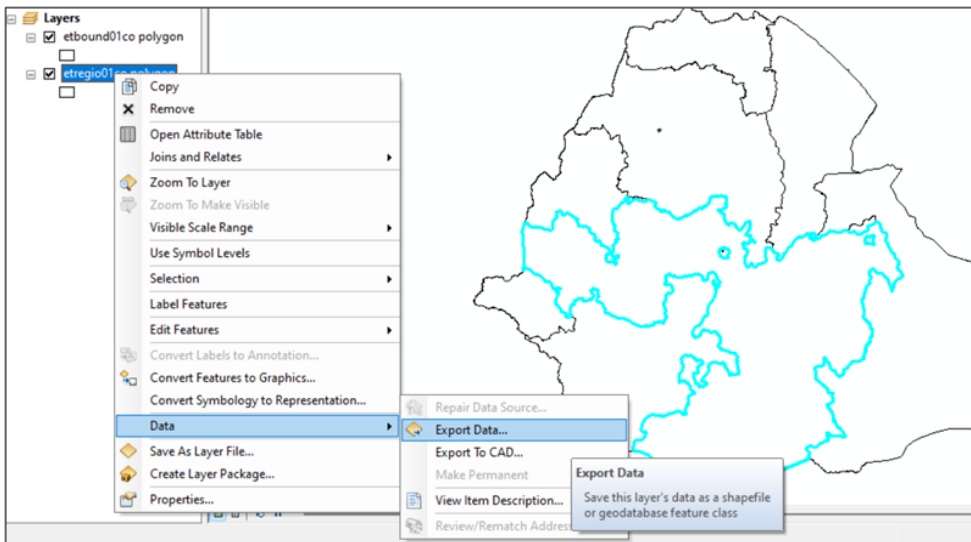 Layers
etbound01co polygon
etregio01co polygon
Copy
Remove
Open Attribute Table
Joins and Relates
Zoom To Layer
Zoom To Make Visible
Visible Scale Range
Use Symbol Levels
Selection
Label Features
Edit Features
Convert Labels to Annotation...
Convert Features to Graphics...
Convert Symbology to Representation...
Data
Save As Layer File...
Create Layer Package...
Properties...
Repair Data Source...
Export Data...
Export To CAD...
Make Permanent
View Item Description...
Review/Rematch Address
Export Data
Save this layer's data as a shapefile
or geodatabase feature class